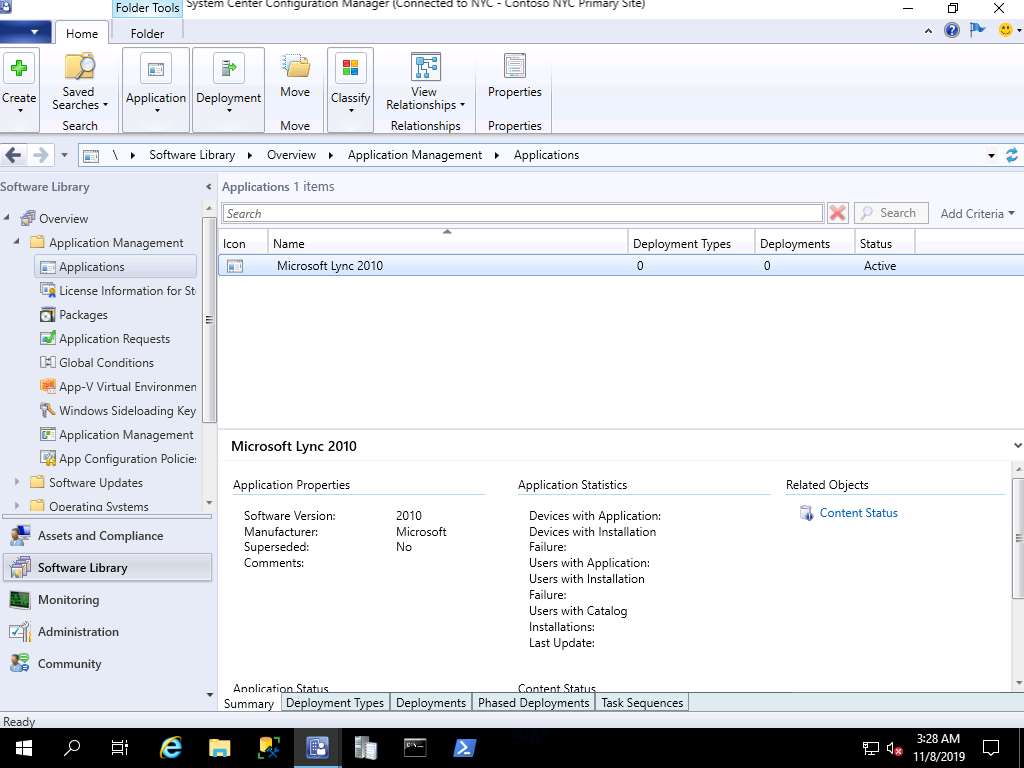 Folder Tools
System Center Configuration Manager (Connected to NYC - Contoso NYC Primary Site)
Home
Folder
Create
Saved
Searches
Search
Application
Deployment
Move
Move
Classify
View
Relationships
Relationships
Properties
Properties
\ Software Library Overview Application Management Applications
Software Library
Applications 1 items
Search
Search
Add Criteria
Icon Name Deployment Types Deployments Status
Microsoft Lync 2010 0 0 Active
Overview
Application Management
Applications
License Information for St
Packages
Application Requests
Global Conditions
App-V Virtual Environmen
Windows Sideloading Key
Application Management
App Configuration Policie
Software Updates
Operating Systems
Assets and Compliance
Software Library
Monitoring
Administration
Community
Microsoft Lync 2010
Application Properties
Software Version: 2010
Manufacturer: Microsoft
Superseded: No
Comments:
Application Statistics
Devices with Application:
Devices with Installation
Failure:
Users with Application:
Users with Installation
Failure:
Users with Catalog
Installations:
Last Update:
Related Objects
Content Status
Application Status
Content Status
Summary Deployment Types Deployments Phased Deployments Task Sequences
Ready
3:28 AM
11/8/2019